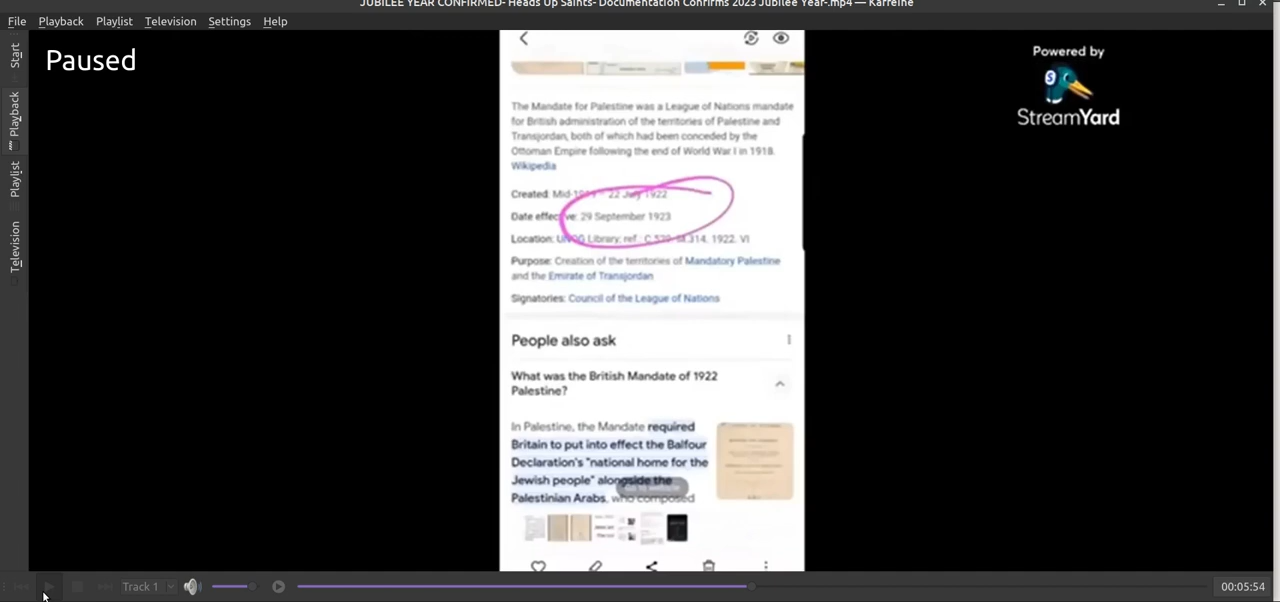 JUBILEE YEAR CONFIRMED- Heads Up Saints- Documentation Confirms 2023 Jubilee Year-.mp4 — Kaffeine
File Playback Playlist Television Settings Help
Start
Playback
Playlist
Television
Paused
Powered by
StreamYard
The Mandate for Palestine was a League of Nations mandate
for British administration of the territories of Palestine and
Transjordan, both of which had been conceded by the
Ottoman Empire following the end of World War I in 1918.
Wikipedia
Created: 22 July 1922
Date effective: 29 September 1923
Location: Library; ref.: 1922. VI
Purpose: Creation of the territories of Mandatory Palestine
and the Emirate of Transjordan
Signatories: Council of the League of Nations
People also ask
What was the British Mandate of 1922
Palestine?
In Palestine, the Mandate required
Britain to put into effect the Balfour
Declaration's "national home for the
Jewish people" alongside the
Palestinian Arabs, who composed
Track 1
00:05:54